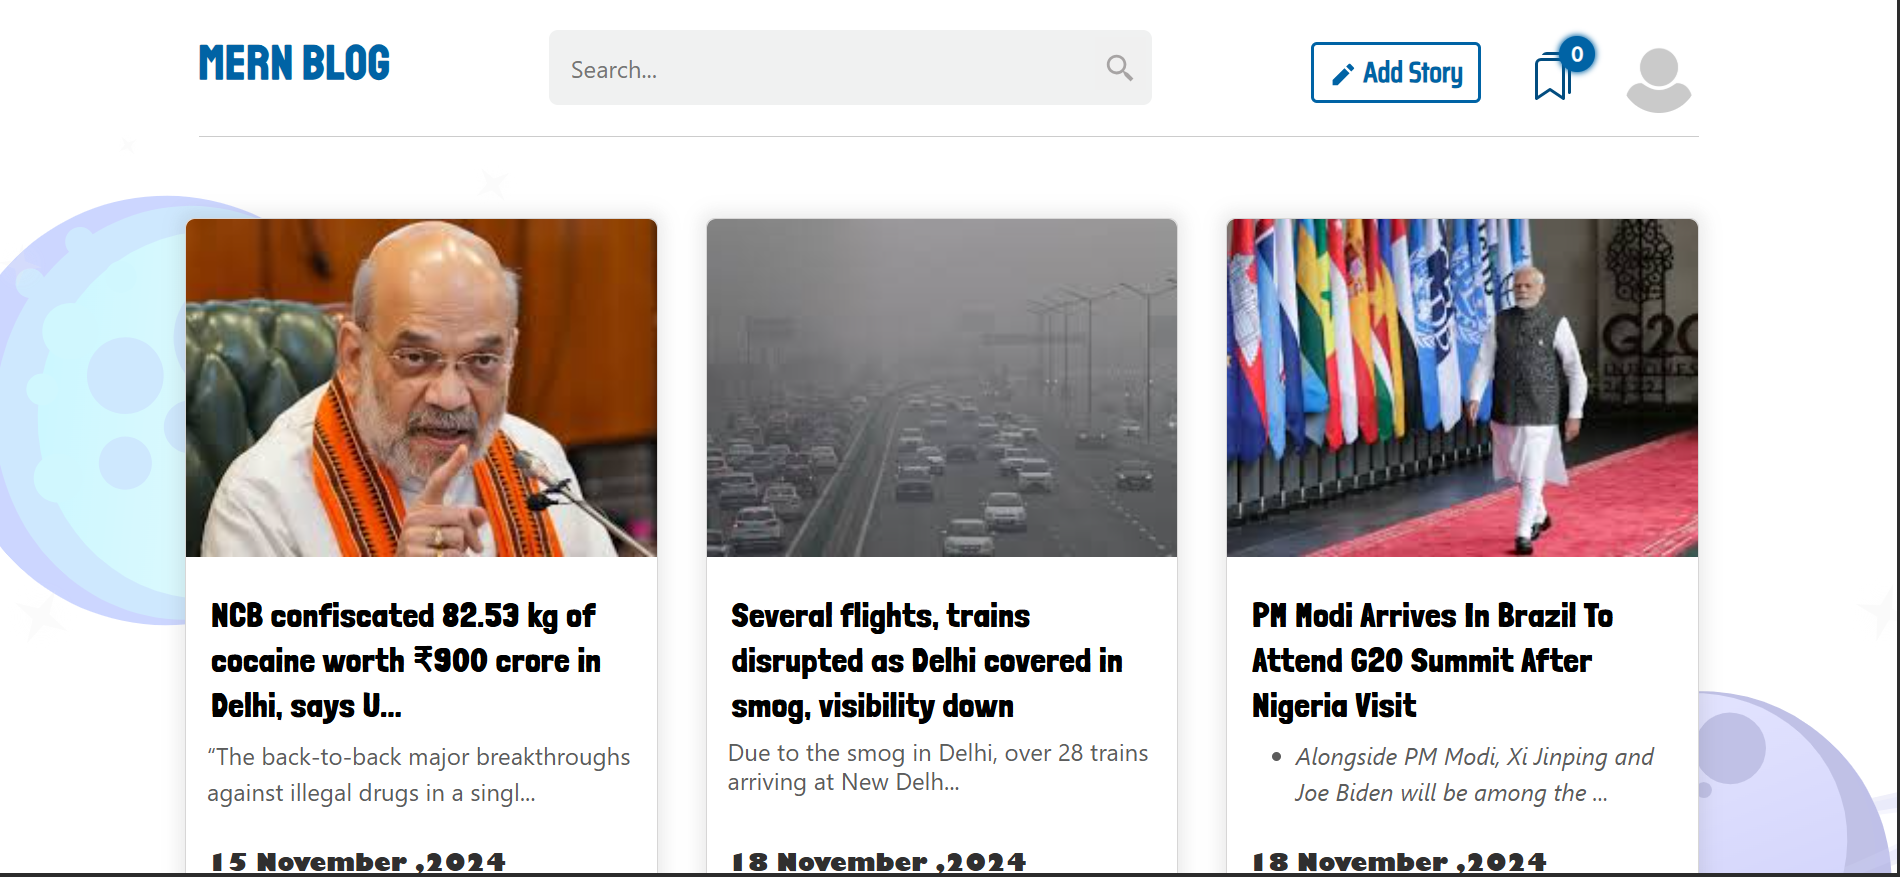 MERN BLOG
Search...
Add Story
0
G20
NCB confiscated 82.53 kg of
cocaine worth ₹900 crore in
Delhi, says U...
“The back-to-back major breakthroughs
against illegal drugs in a singl...
15 November ,2024
Several flights, trains
disrupted as Delhi covered in
smog, visibility down
Due to the smog in Delhi, over 28 trains
arriving at New Delh...
18 November ,2024
PM Modi Arrives In Brazil To
Attend G20 Summit After
Nigeria Visit
• Alongside PM Modi, Xi Jinping and
Joe Biden will be among the ...
18 November ,2024